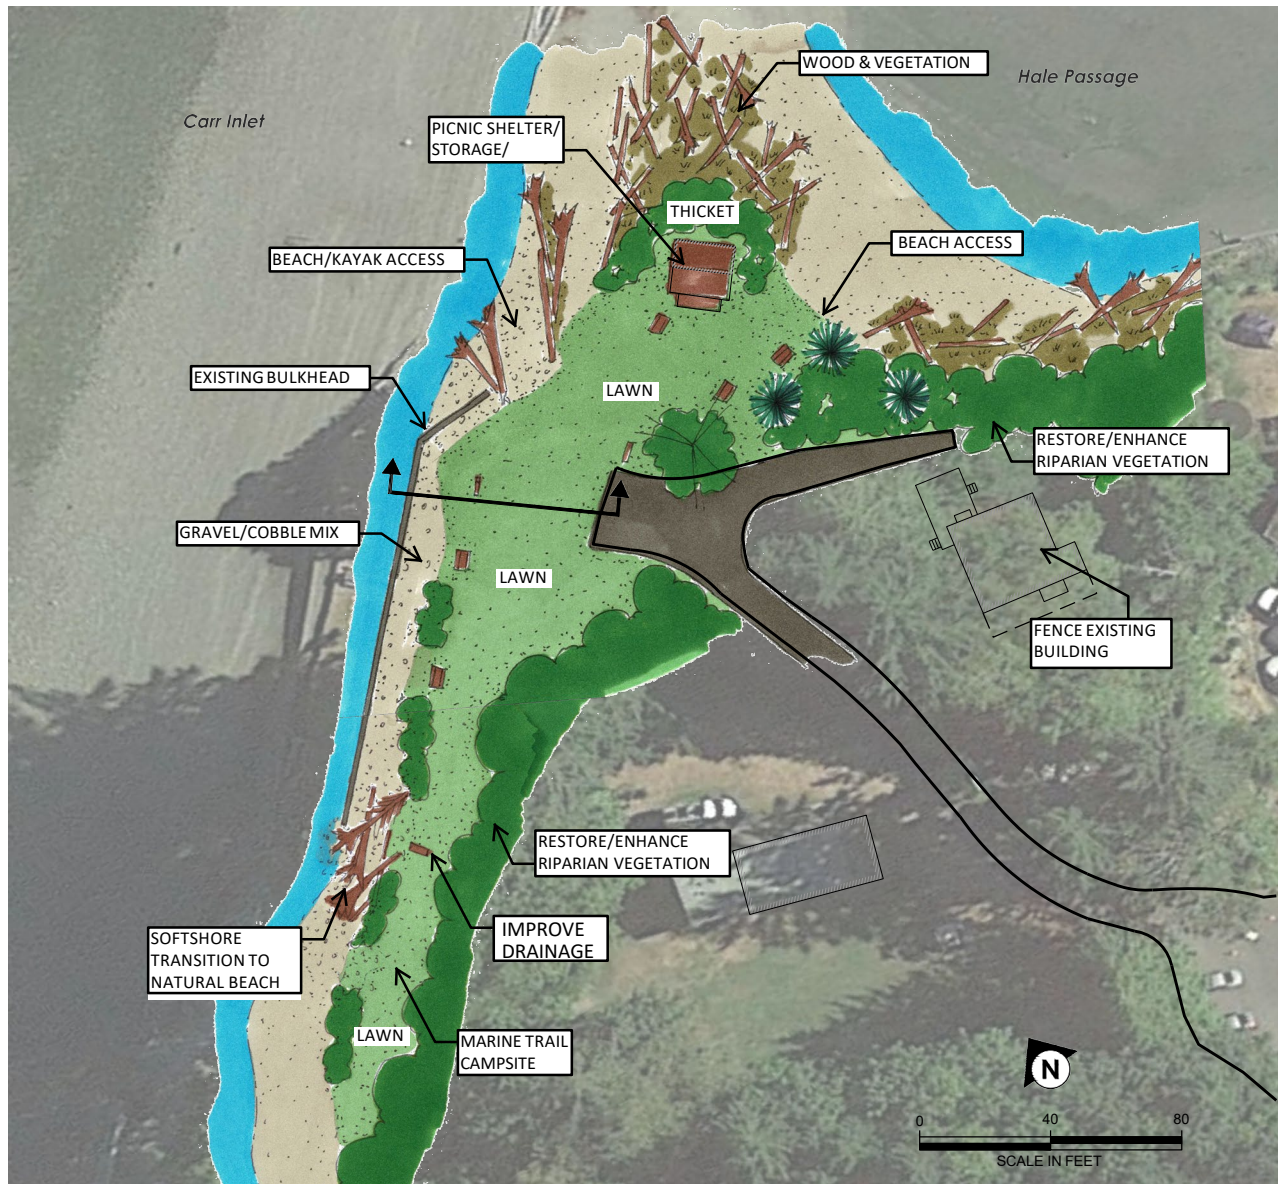 WOOD & VEGETATION
Hale Passage
Carr Inlet
PICNIC SHELTER/
STORAGE/
THICKET
BEACH ACCESS
BEACH/KAYAK ACCESS
EXISTING BULKHEAD
LAWN
RESTORE/ENHANCE
RIPARIAN VEGETATION
GRAVEL/COBBLE MIX
LAWN
FENCE EXISTING
BUILDING
RESTORE/ENHANCE
RIPARIAN VEGETATION
IMPROVE
DRAINAGE
SOFTSHORE
TRANSITION TO
NATURAL BEACH
LAWN
MARINE TRAIL
CAMPSITE
N
0 40 80
SCALE IN FEET